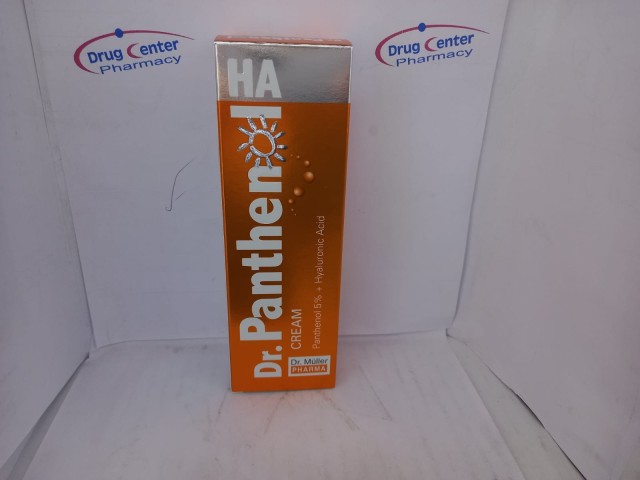 Drug Center
Pharmacy
Drug Center
Pharmacy
HA
Dr. Panthenol
CREAM
Panthenol 5% + Hyaluronic Acid
Dr. Müller
PHARMA